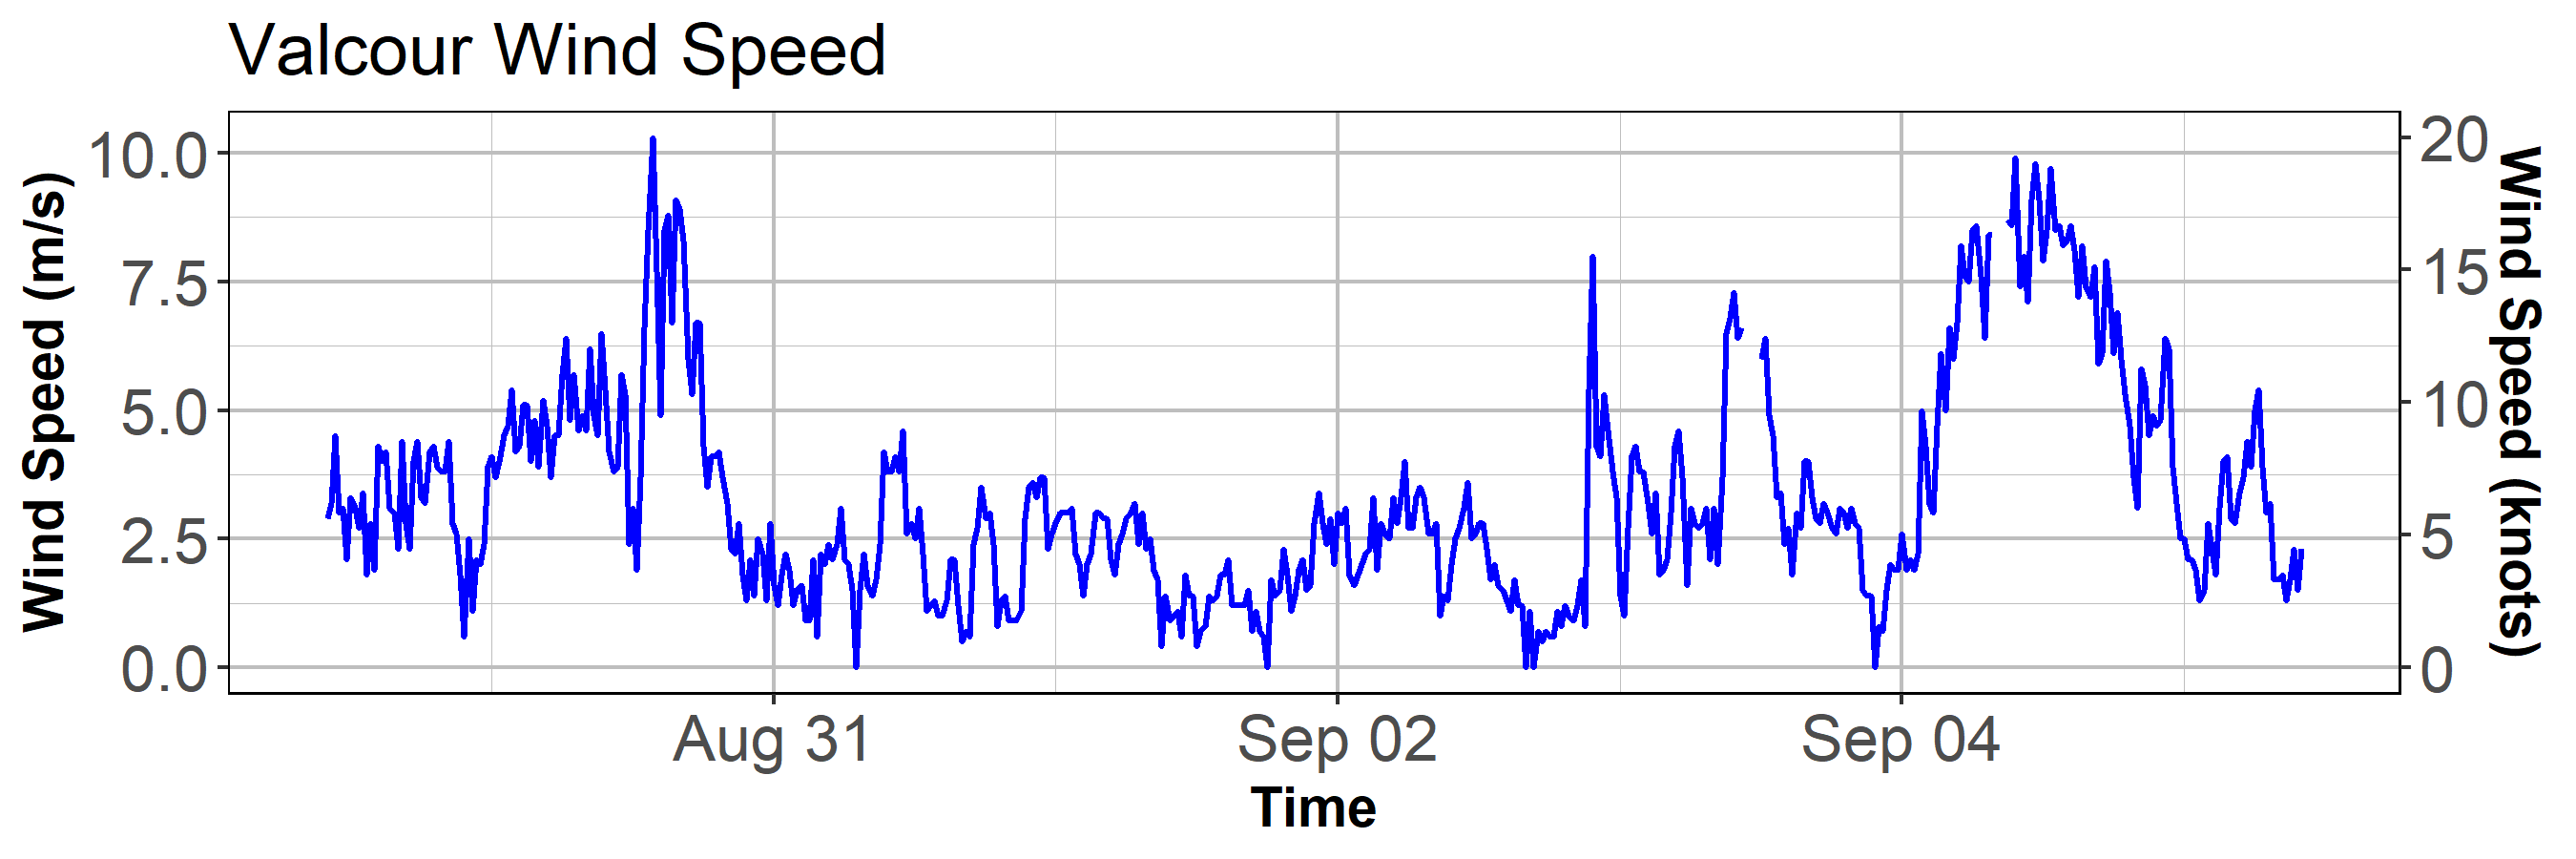 Valcour Wind Speed
Wind Speed (m/s)
10.0
7.5
5.0
2.5
0.0
20
15
10
5
0
Wind Speed (knots)
Aug 31
Sep 02
Sep 04
Time